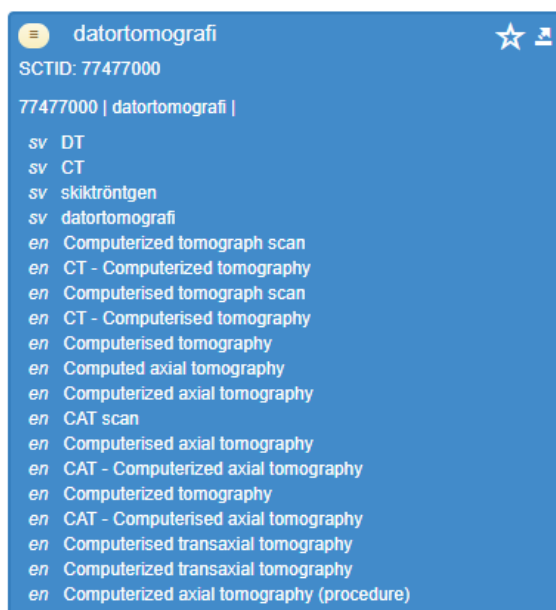 datortomografi
SCTID: 77477000
77477000 | datortomografi |
sv DT
sv CT
sv skiktröntgen
sv datortomografi
en Computerized tomograph scan
en CT - Computerized tomography
en Computerised tomograph scan
en CT - Computerised tomography
en Computerised tomography
en Computed axial tomography
en Computerized axial tomography
en CAT scan
en Computerised axial tomography
en CAT - Computerized axial tomography
en Computerized tomography
en CAT - Computerised axial tomography
en Computerised transaxial tomography
en Computerized transaxial tomography
en Computerized axial tomography (procedure)